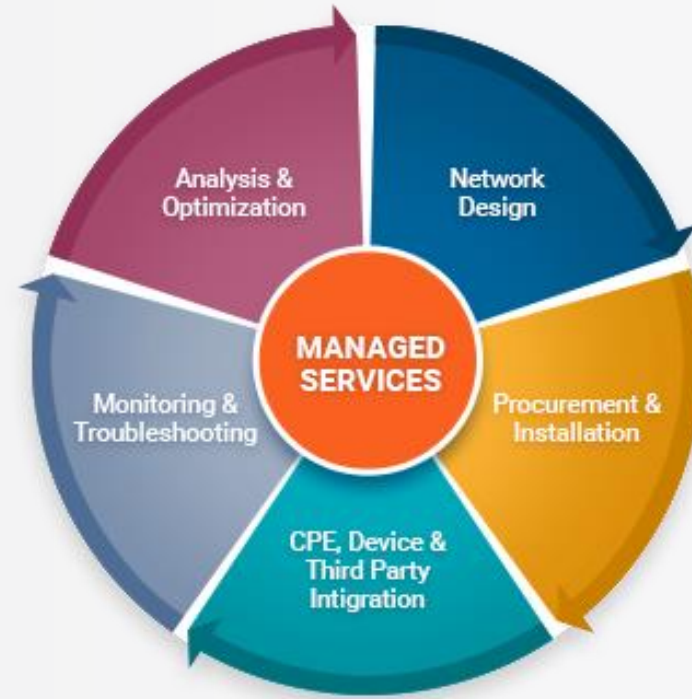 Analysis &
Optimization
Network
Design
MANAGED
SERVICES
Monitoring &
Troubleshooting
Procurement &
Installation
CPE, Device &
Third Party
Intigration